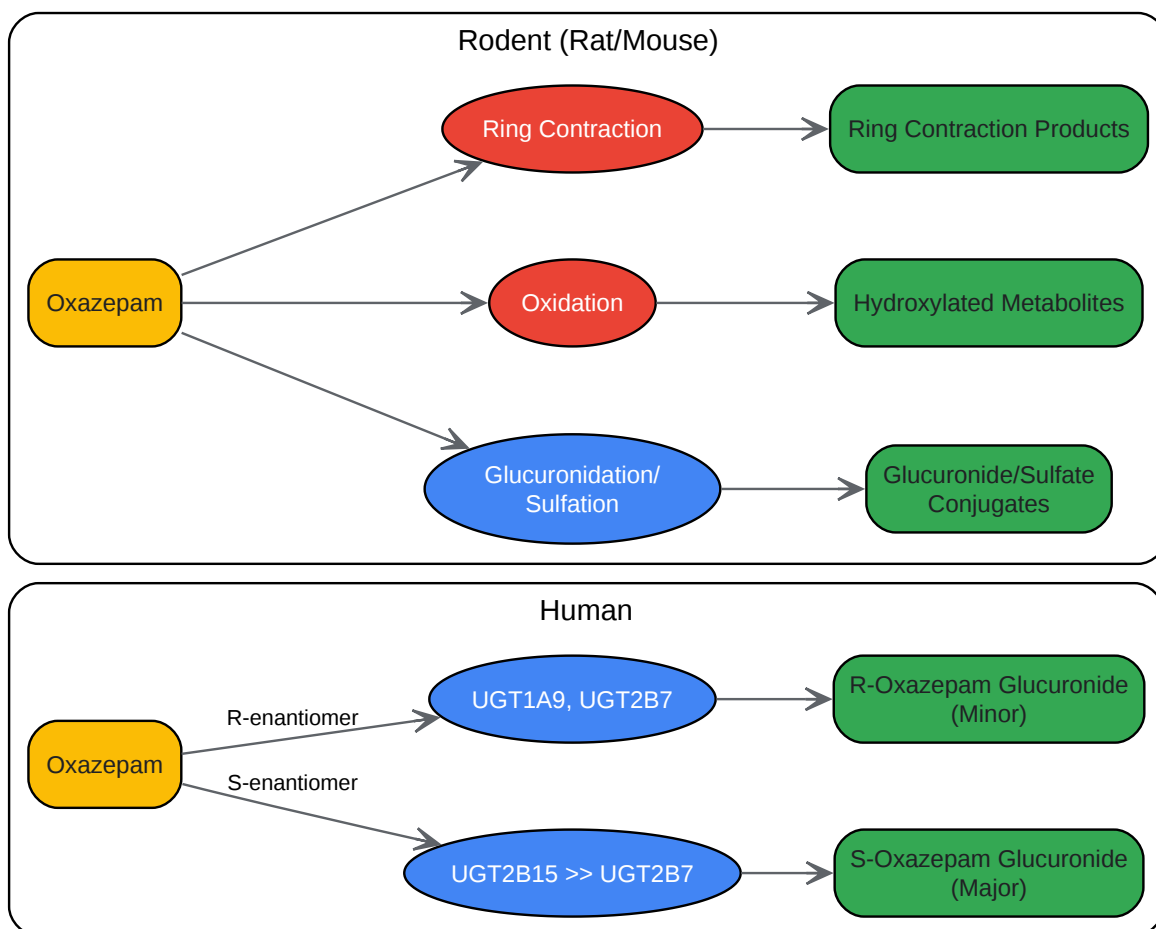 Rodent (Rat/Mouse)
Ring Contraction
Ring Contraction Products
Oxazepam
Oxidation
Hydroxylated Metabolites
Glucuronidation/
Sulfation
Glucuronide/Sulfate
Conjugates
Human
R-enantiomer
UGT1A9, UGT2B7
R-Oxazepam Glucuronide
(Minor)
Oxazepam
S-enantiomer
UGT2B15 >> UGT2B7
S-Oxazepam Glucuronide
(Major)